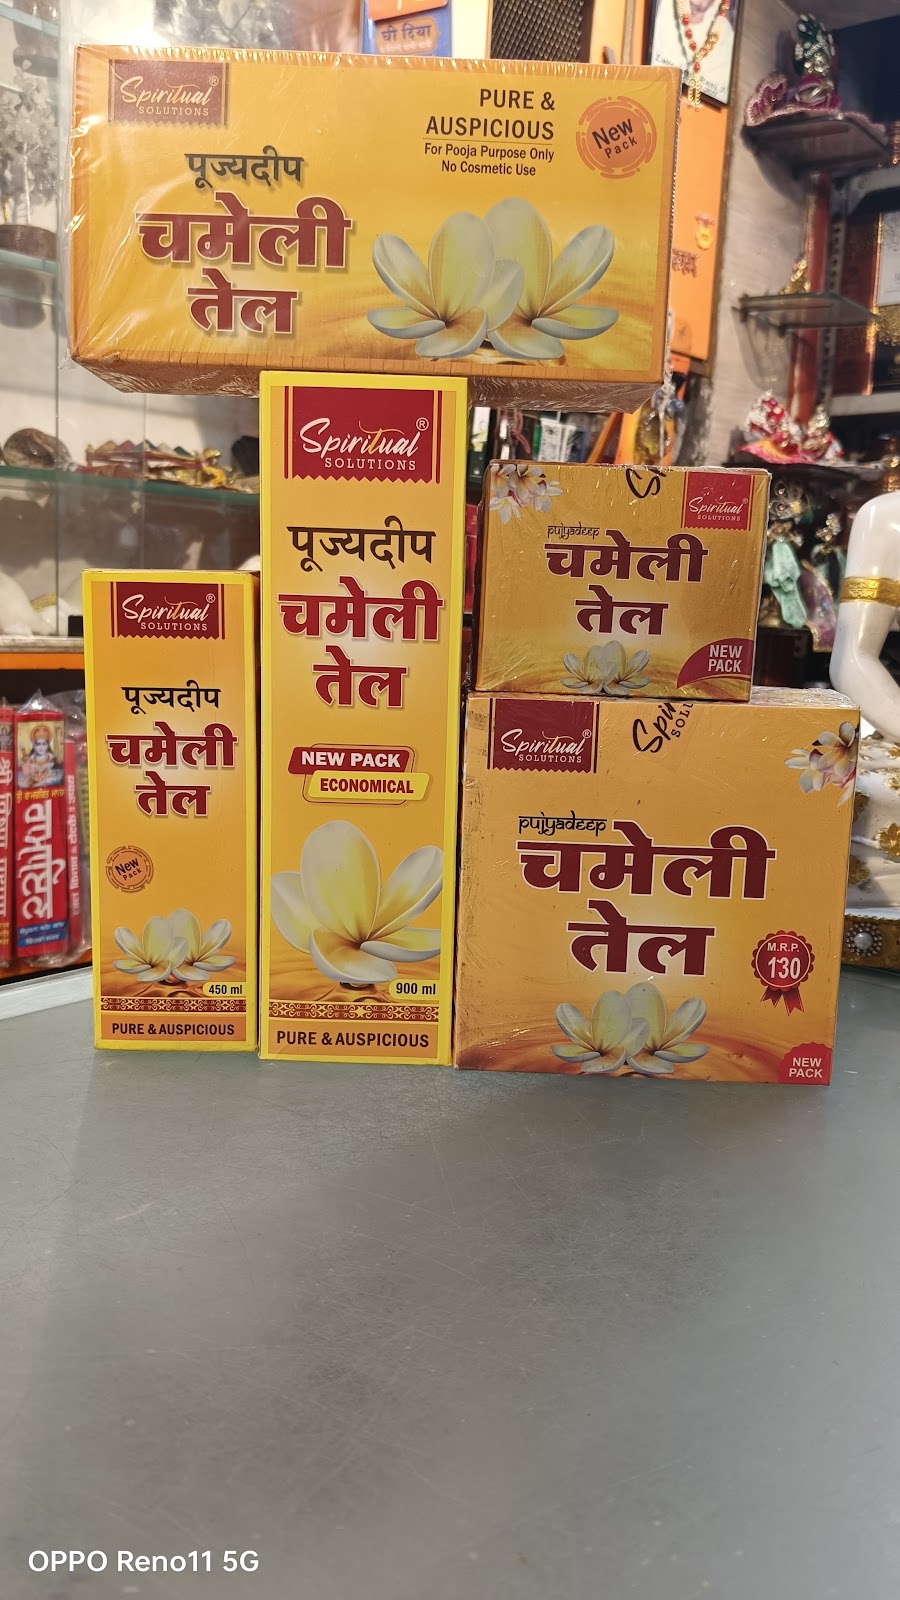 घी दिया
Spiritual®
SOLUTIONS
PURE &
AUSPICIOUS
For Pooja Purpose Only
No Cosmetic Use
New
Pack
पूज्यदीप
चमेली
तेल
Spiritual®
SOLUTIONS
पूज्यदीप
चमेली
तेल
NEW PACK
ECONOMICAL
900 ml
PURE & AUSPICIOUS
Spiritual®
SOLUTIONS
पूज्यदीप
चमेली
तेल
New
Pack
450 ml
PURE & AUSPICIOUS
Spiritual®
SOLUTIONS
pujyadeep
चमेली
तेल
NEW
PACK
Spiritual®
SOLUTIONS
pujyadeep
चमेली
तेल
M.R.P.
130
NEW
PACK
OPPO Reno11 5G